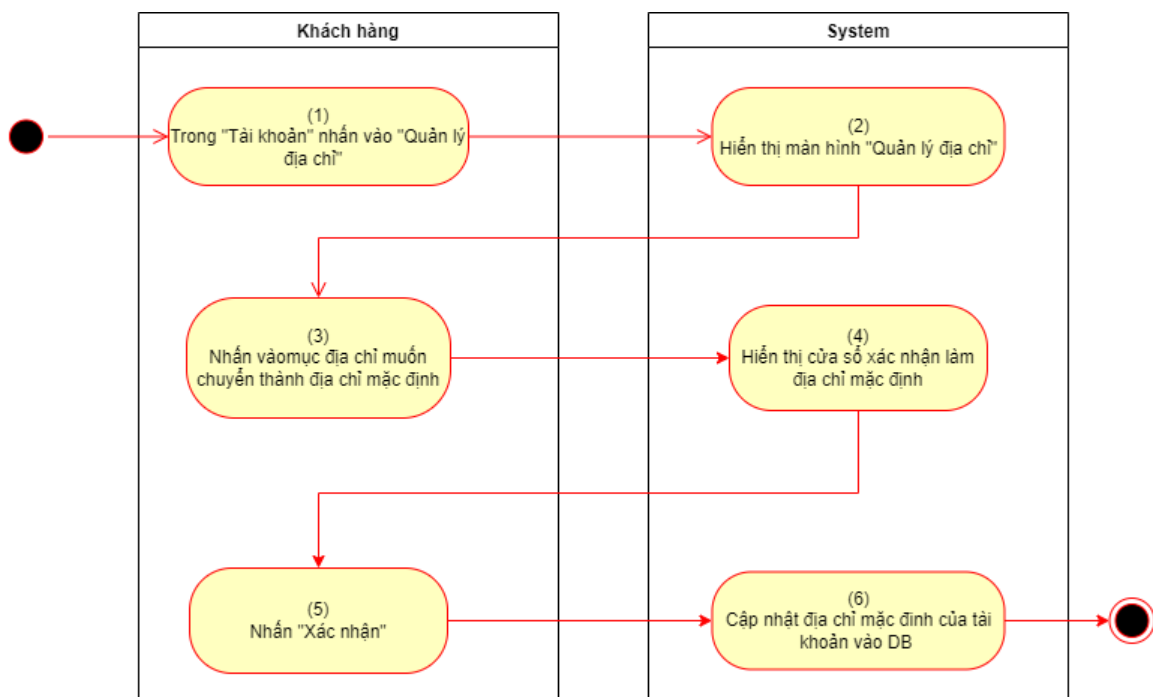 Khách hàng
System
(1)
Trong "Tài khoản" nhấn vào "Quản lý
địa chỉ"
(2)
Hiển thị màn hình "Quản lý địa chỉ"
(3)
Nhấn vàomục địa chỉ muốn
chuyển thành địa chỉ mặc định
(4)
Hiển thị cửa sổ xác nhận làm
địa chỉ mặc định
(5)
Nhấn "Xác nhận"
(6)
Cập nhật địa chỉ mặc đinh của tài
khoản vào DB